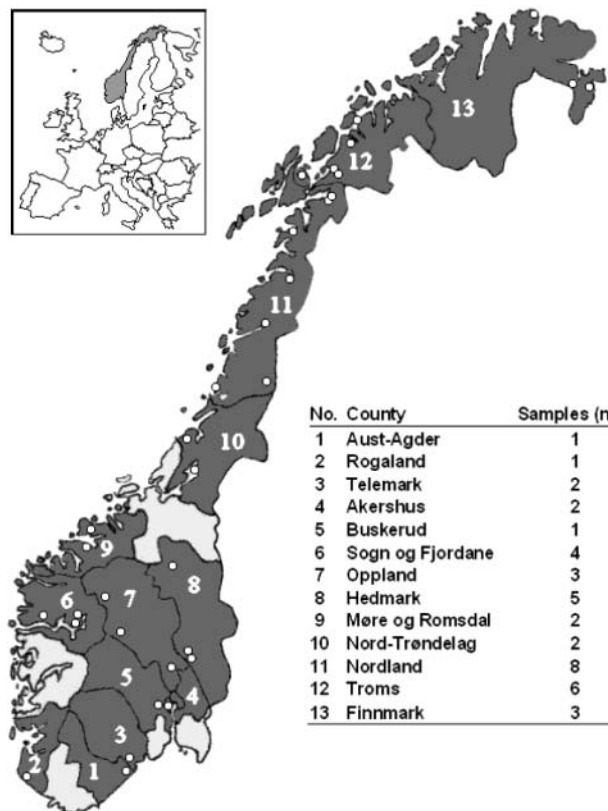 13
12
11
10
9
8
7
6
5
4
3
2
1
No. County Samples (n
1 Aust-Agder 1
2 Rogaland 1
3 Telemark 2
4 Akershus 2
5 Buskerud 1
6 Sogn og Fjordane 4
7 Oppland 3
8 Hedmark 5
9 Møre og Romsdal 2
10 Nord-Trøndelag 2
11 Nordland 8
12 Troms 6
13 Finnmark 3